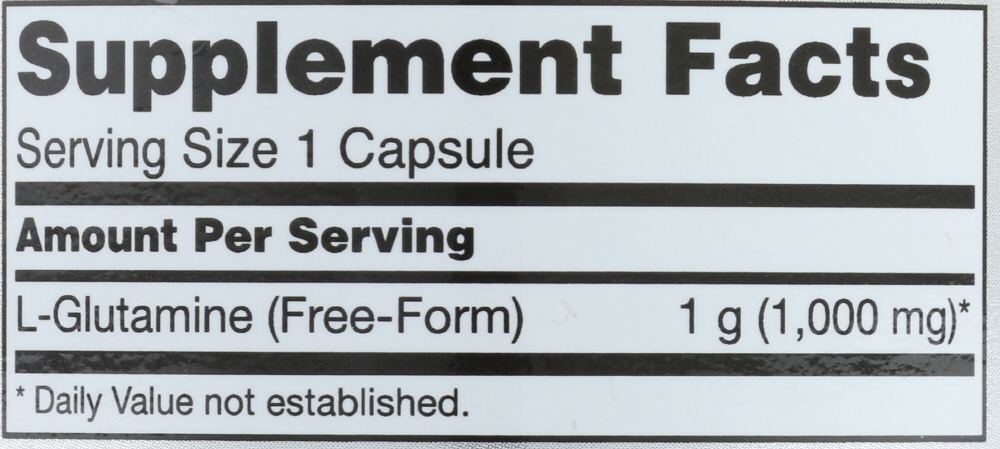 Supplement Facts
Serving Size 1 Capsule
Amount Per Serving
L-Glutamine (Free-Form) 1 g (1,000 mg)*
* Daily Value not established.